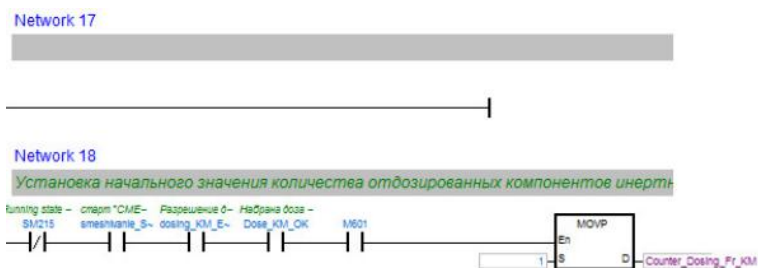 Network 17
Network 18
Установка начального значения количества отдозированных компонентов инертн
Running state – старт "СМЕ– Разрешение д– Набрана доза –
SM215 smeshivanie_S~ dosing_KM_E~ Dose_KM_OK M601 MOVP
En
1 S D Counter_Dosing_Fr_KM